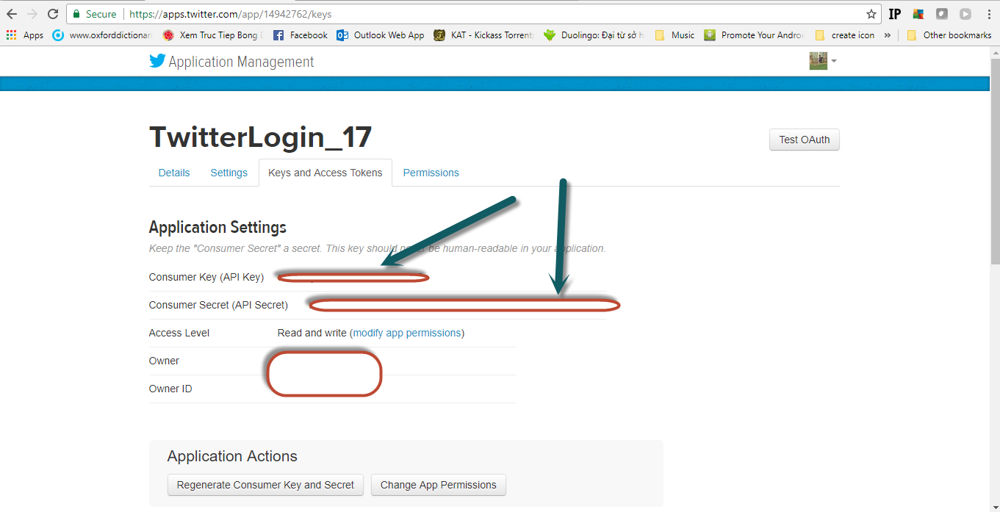 Secure https://apps.twitter.com/app/14942762/keys IP
Apps www.oxforddictionar Xem Truc Tiep Bong Facebook Outlook Web App KAT - Kickass Torrent Duolingo: Đại từ sở h Music Promote Your Androi create icon » Other bookmarks
Application Management
TwitterLogin_17
Test OAuth
Details Settings Keys and Access Tokens Permissions
Application Settings
Keep the "Consumer Secret" a secret. This key should never be human-readable in your application.
Consumer Key (API Key)
Consumer Secret (API Secret)
Access Level Read and write (modify app permissions)
Owner
Owner ID
Application Actions
Regenerate Consumer Key and Secret Change App Permissions